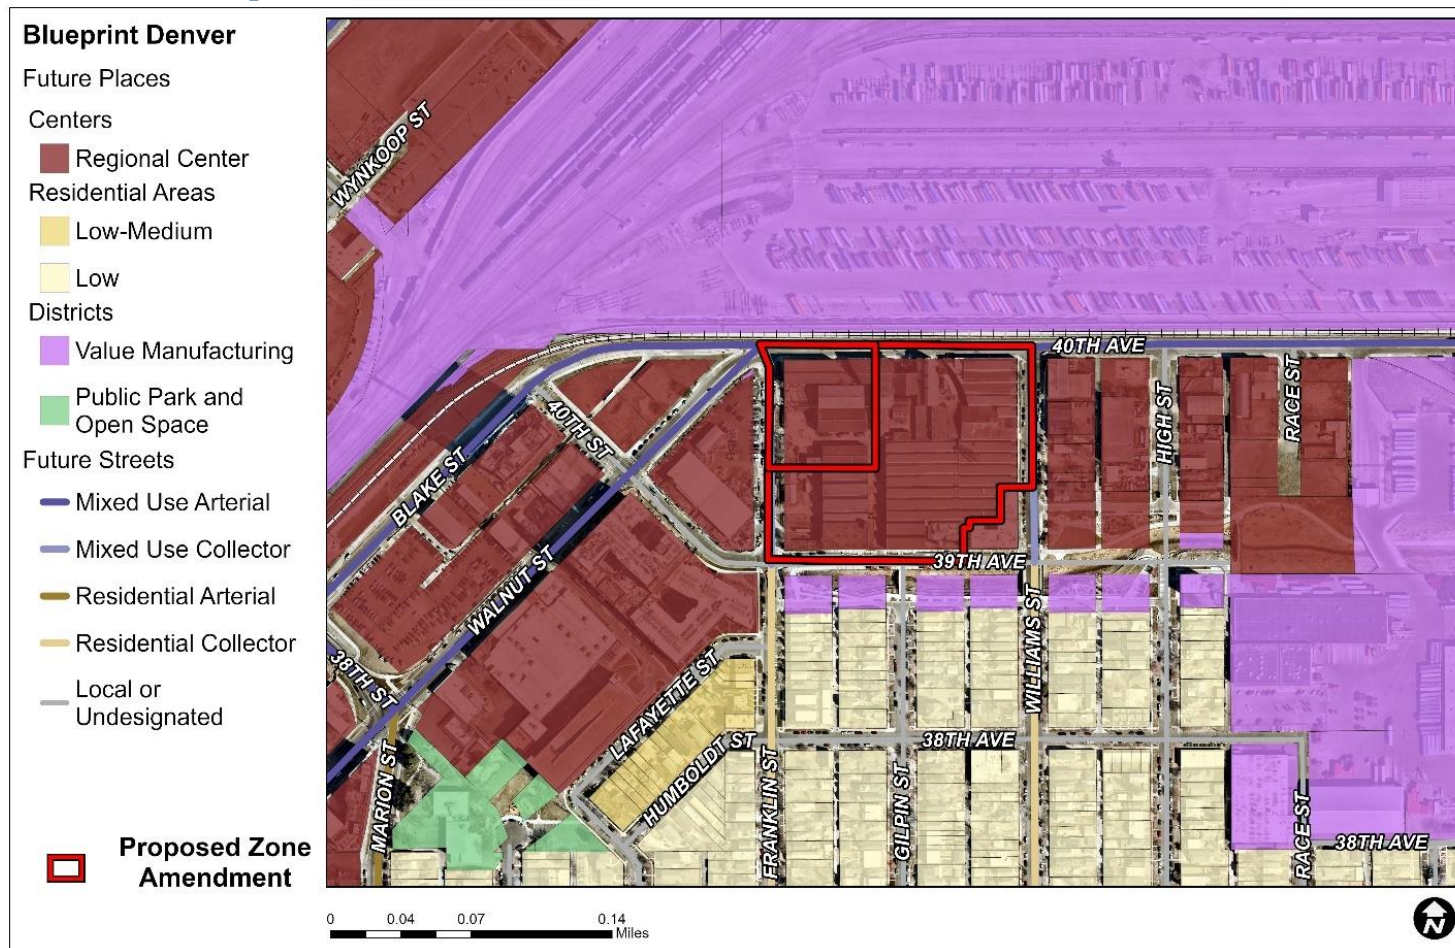 Blueprint Denver
Future Places
Centers
Regional Center
Residential Areas
Low-Medium
Low
Districts
Value Manufacturing
Public Park and
Open Space
Future Streets
Mixed Use Arterial
Mixed Use Collector
Residential Arterial
Residential Collector
Local or
Undesignated
Proposed Zone
Amendment
WYNKOOP ST
40TH AVE
40TH ST
BLAKE ST
HIGH ST
RACE ST
WALNUT ST
39TH AVE
38TH ST
WILLIAMS ST
LAFAYETTE ST
HUMBOLDT ST
38TH AVE
MARION ST
FRANKLIN ST
GILPIN ST
RACE ST
38TH AVE
0 0.04 0.07 0.14
Miles
N